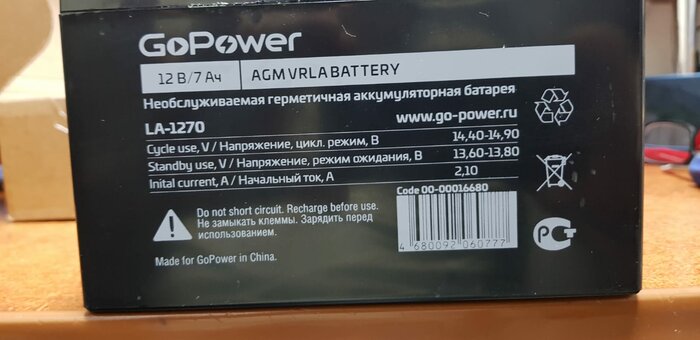 GoPower
12 В/7 Ач
AGM VRLA BATTERY
Необслуживаемая герметичная аккумуляторная батарея
LA-1270
www.go-power.ru
Cycle use, V / Напряжение, цикл. режим, В 14,40-14,90
Standby use, V / Напряжение, режим ожидания, В 13,60-13,80
Inital current, A / Начальный ток, А 2,10
Code 00-00016680
Do not short circuit. Recharge before use.
Не замыкать клеммы. Зарядить перед
использованием.
4 680092 060777
Made for GoPower in China.
РСТ